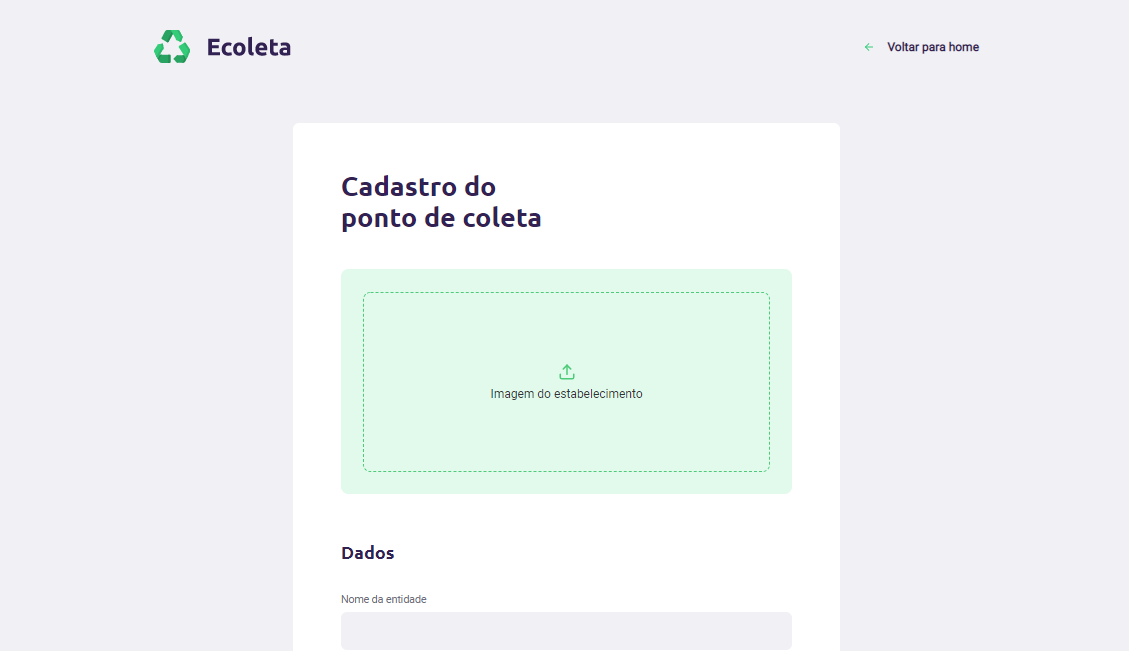 Ecoleta
Voltar para home
Cadastro do
ponto de coleta
Imagem do estabelecimento
Dados
Nome da entidade